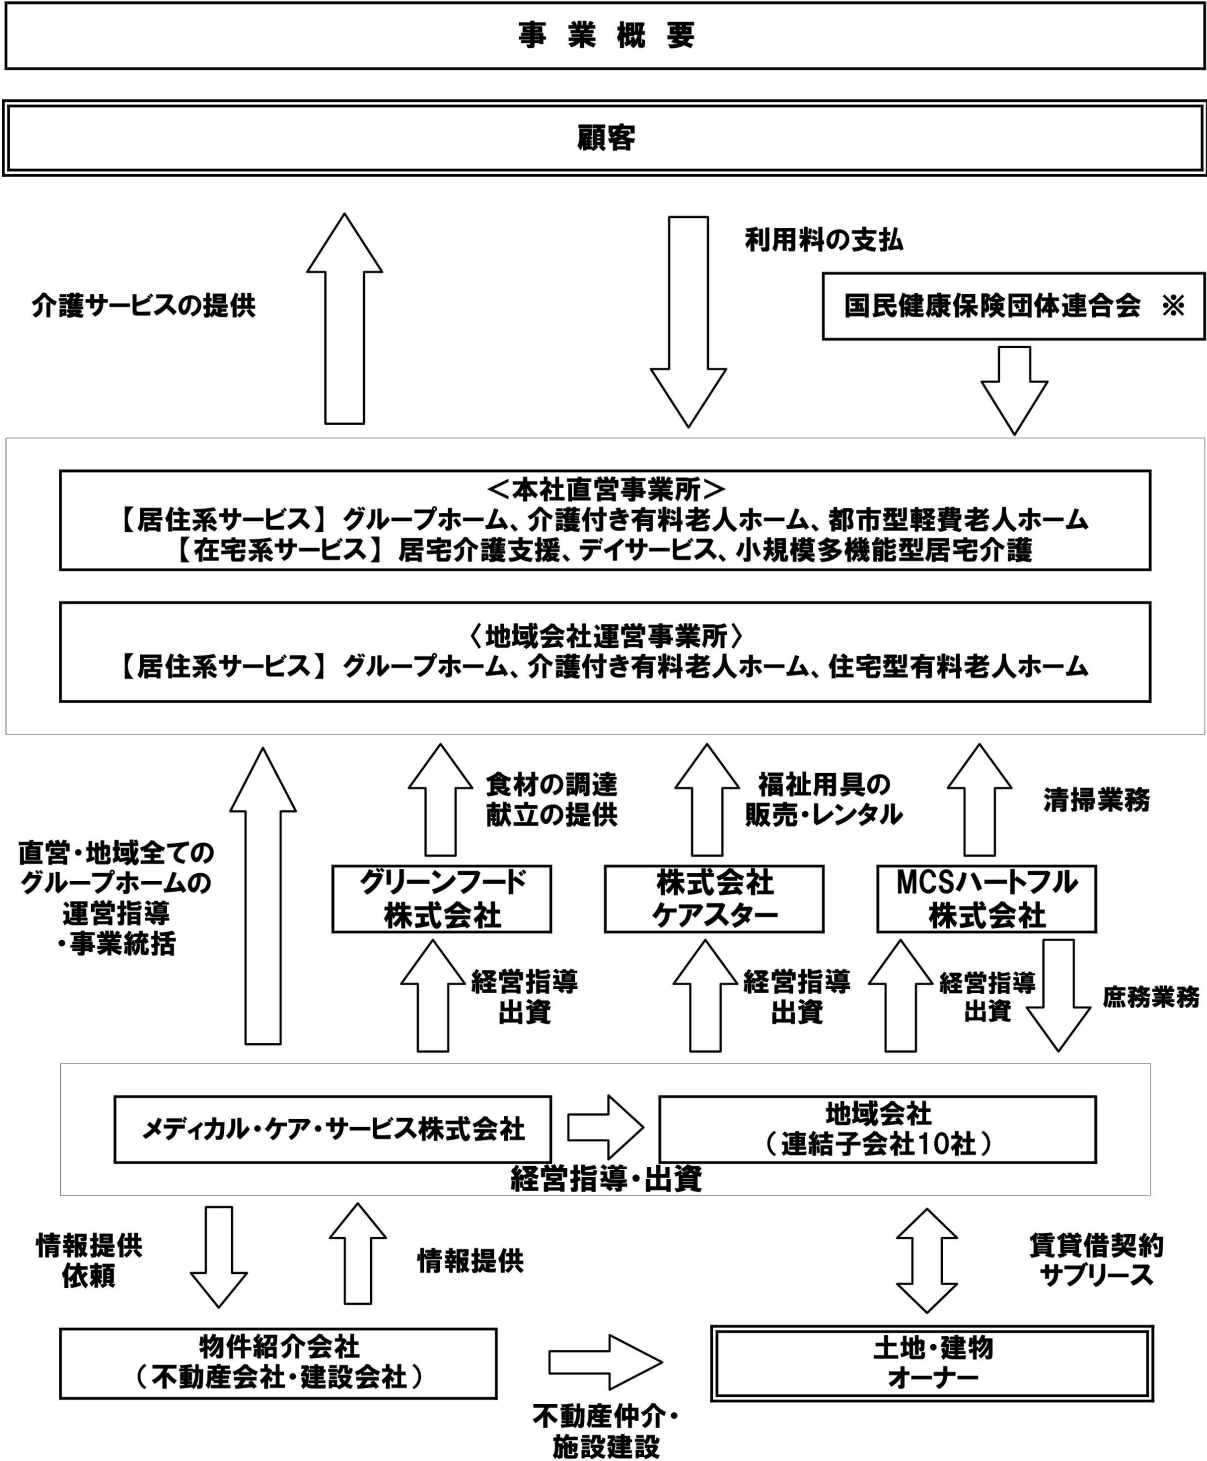 事 業 概 要
顧客
利用料の支払
介護サービスの提供
国民健康保険団体連合会 ※
＜本社直営事業所＞
【居住系サービス】グループホーム、介護付き有料老人ホーム、都市型軽費老人ホーム
【在宅系サービス】居宅介護支援、デイサービス、小規模多機能型居宅介護
〈地域会社運営事業所〉
【居住系サービス】グループホーム、介護付き有料老人ホーム、住宅型有料老人ホーム
直営・地域全ての
グループホームの
運営指導
・事業統括
食材の調達
献立の提供
福祉用具の
販売・レンタル
清掃業務
グリーンフード
株式会社
株式会社
ケアスター
MCSハートフル
株式会社
経営指導
出資
経営指導
出資
経営指導
出資
庶務業務
メディカル・ケア・サービス株式会社
地域会社
（連結子会社10社）
経営指導・出資
情報提供
依頼
情報提供
賃貸借契約
サブリース
物件紹介会社
（不動産会社・建設会社）
土地・建物
オーナー
不動産仲介・
施設建設